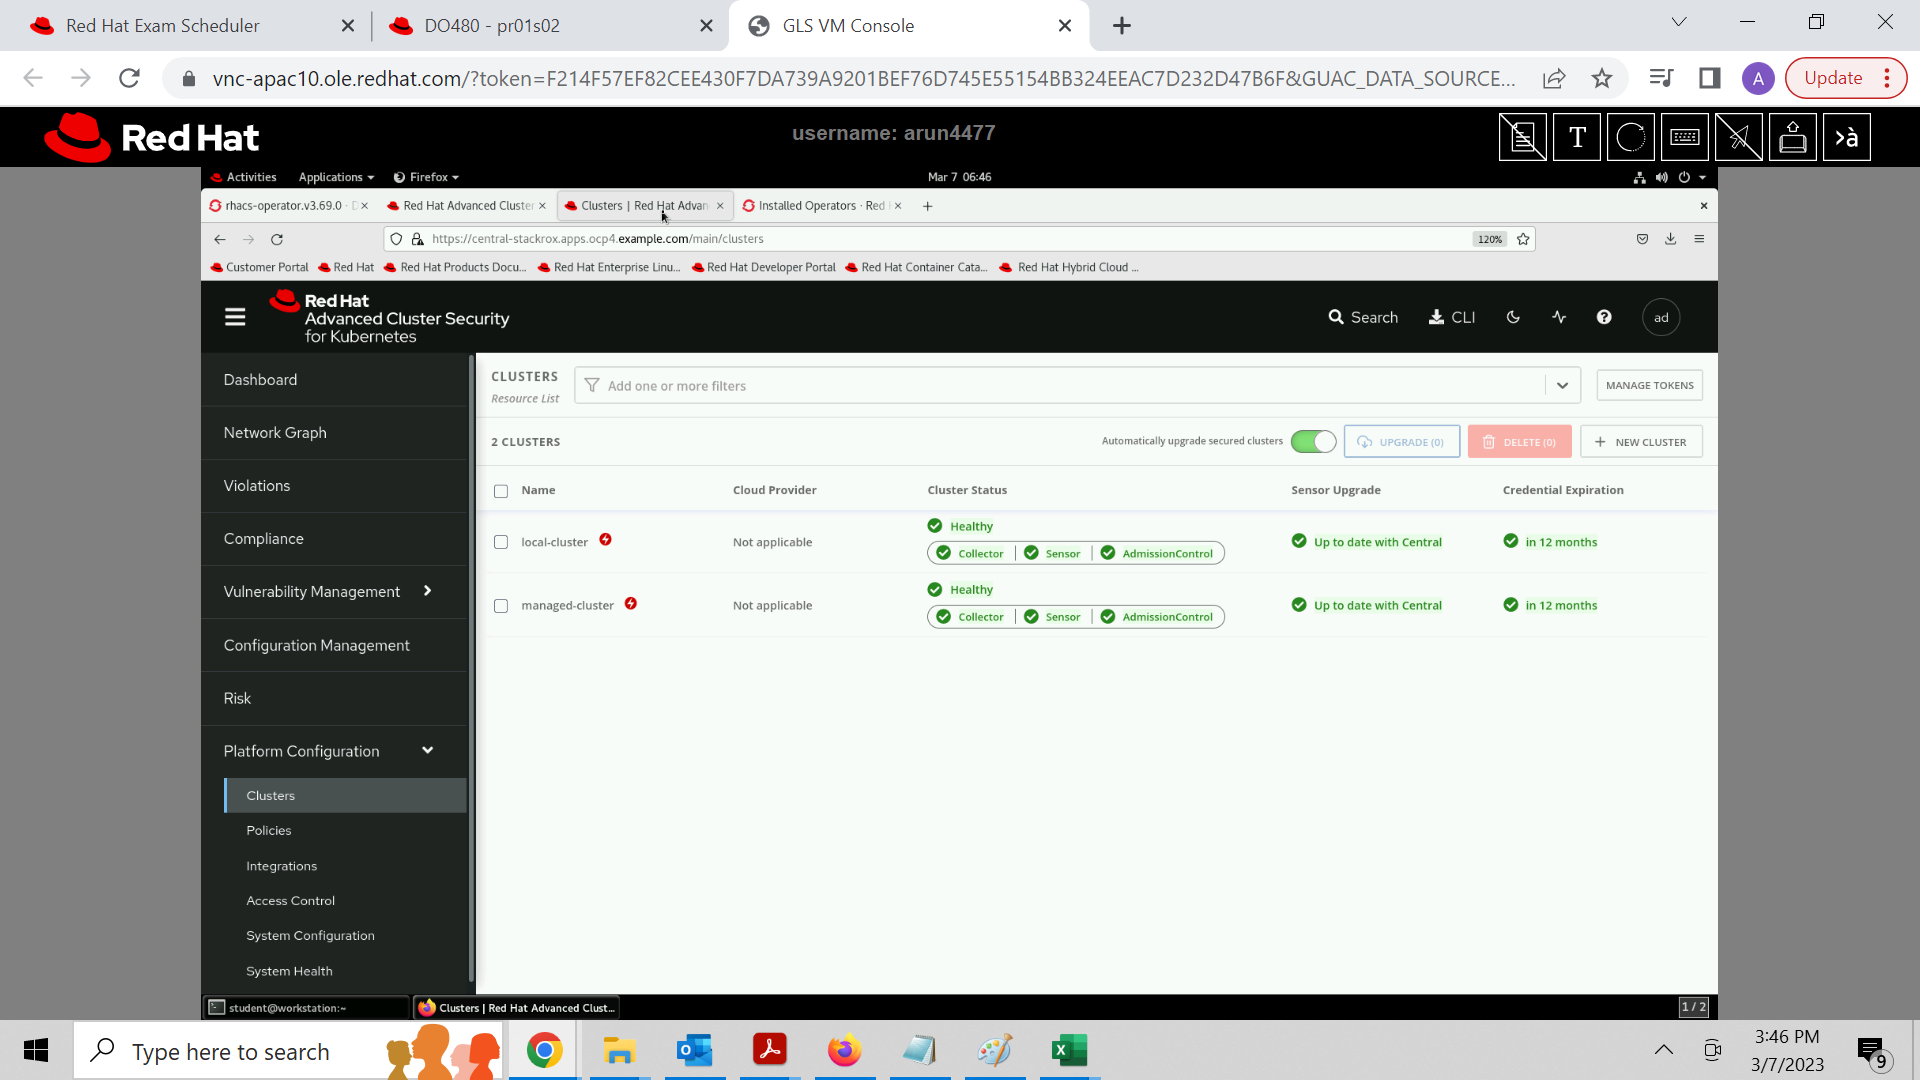 Red Hat Exam Scheduler
DO480 - pr01s02
GLS VM Console
vnc-apac10.ole.redhat.com/?token=F214F57EF82CEE430F7DA739A9201BEF76D745E55154BB324EEAC7D232D47B6F&GUAC_DATA_SOURCE...
A
Update
Red Hat
username: arun4477
T
›à
Activities
Applications
Firefox
Mar 7 06:46
rhacs-operator.v3.69.0 · D
Red Hat Advanced Cluster
Clusters | Red Hat Advan
Installed Operators · Red
https://central-stackrox.apps.ocp4.example.com/main/clusters
120%
Customer Portal
Red Hat
Red Hat Products Docu...
Red Hat Enterprise Linu...
Red Hat Developer Portal
Red Hat Container Cata...
Red Hat Hybrid Cloud ...
Red Hat
Advanced Cluster Security
for Kubernetes
Search
CLI
ad
Dashboard
Network Graph
Violations
Compliance
Vulnerability Management
Configuration Management
Risk
Platform Configuration
Clusters
Policies
Integrations
Access Control
System Configuration
System Health
CLUSTERS
Resource List
Add one or more filters
MANAGE TOKENS
2 CLUSTERS
Automatically upgrade secured clusters
UPGRADE (0)
DELETE (0)
NEW CLUSTER
Name
Cloud Provider
Cluster Status
Sensor Upgrade
Credential Expiration
local-cluster
Not applicable
Healthy
Collector
Sensor
AdmissionControl
Up to date with Central
in 12 months
managed-cluster
Not applicable
Healthy
Collector
Sensor
AdmissionControl
Up to date with Central
in 12 months
student@workstation:~
Clusters | Red Hat Advanced Clust...
1 / 2
Type here to search
3:46 PM
3/7/2023
9